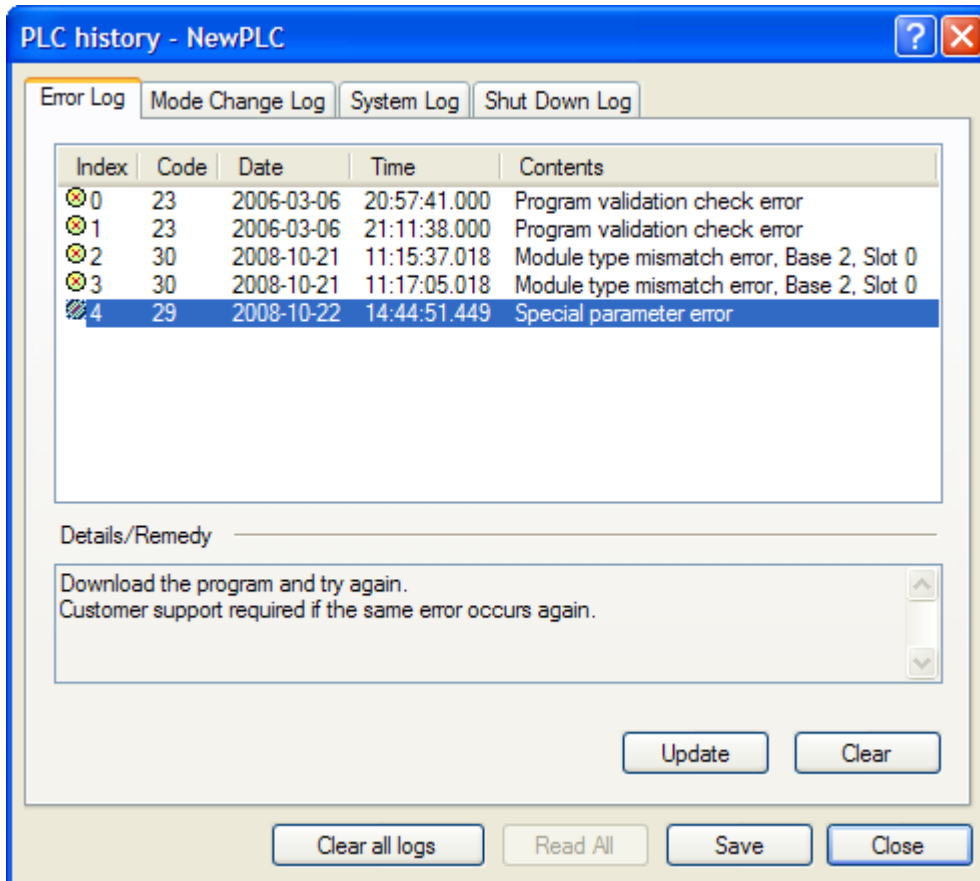 PLC history - NewPLC
Error Log Mode Change Log System Log Shut Down Log
Index Code Date Time Contents
0 23 2006-03-06 20:57:41.000 Program validation check error
1 23 2006-03-06 21:11:38.000 Program validation check error
2 30 2008-10-21 11:15:37.018 Module type mismatch error, Base 2, Slot 0
3 30 2008-10-21 11:17:05.018 Module type mismatch error, Base 2, Slot 0
4 29 2008-10-22 14:44:51.449 Special parameter error
Details/Remedy
Download the program and try again.
Customer support required if the same error occurs again.
Update Clear
Clear all logs Read All Save Close